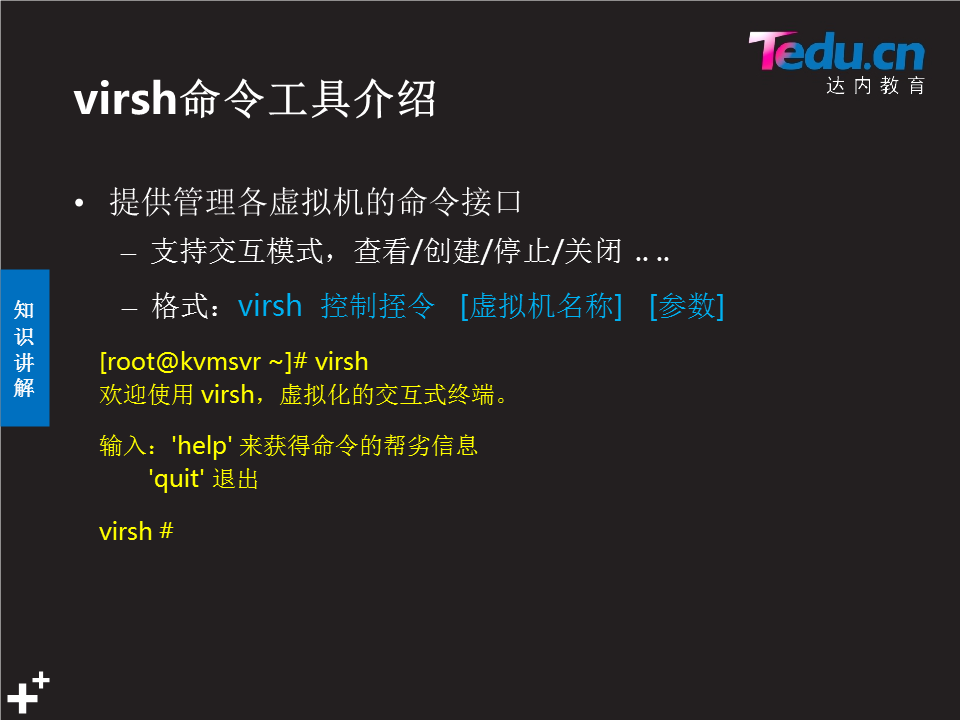 Tedu.cn
达内教育
virsh命令工具介绍
• 提供管理各虚拟机的命令接口
– 支持交互模式，查看/创建/停止/关闭 .. ..
– 格式：virsh 控制挃令 [虚拟机名称] [参数]
知识讲解
[root@kvmsvr ~]# virsh
欢迎使用 virsh，虚拟化的交互式终端。
输入：'help' 来获得命令的帮劣信息
'quit' 退出
virsh #